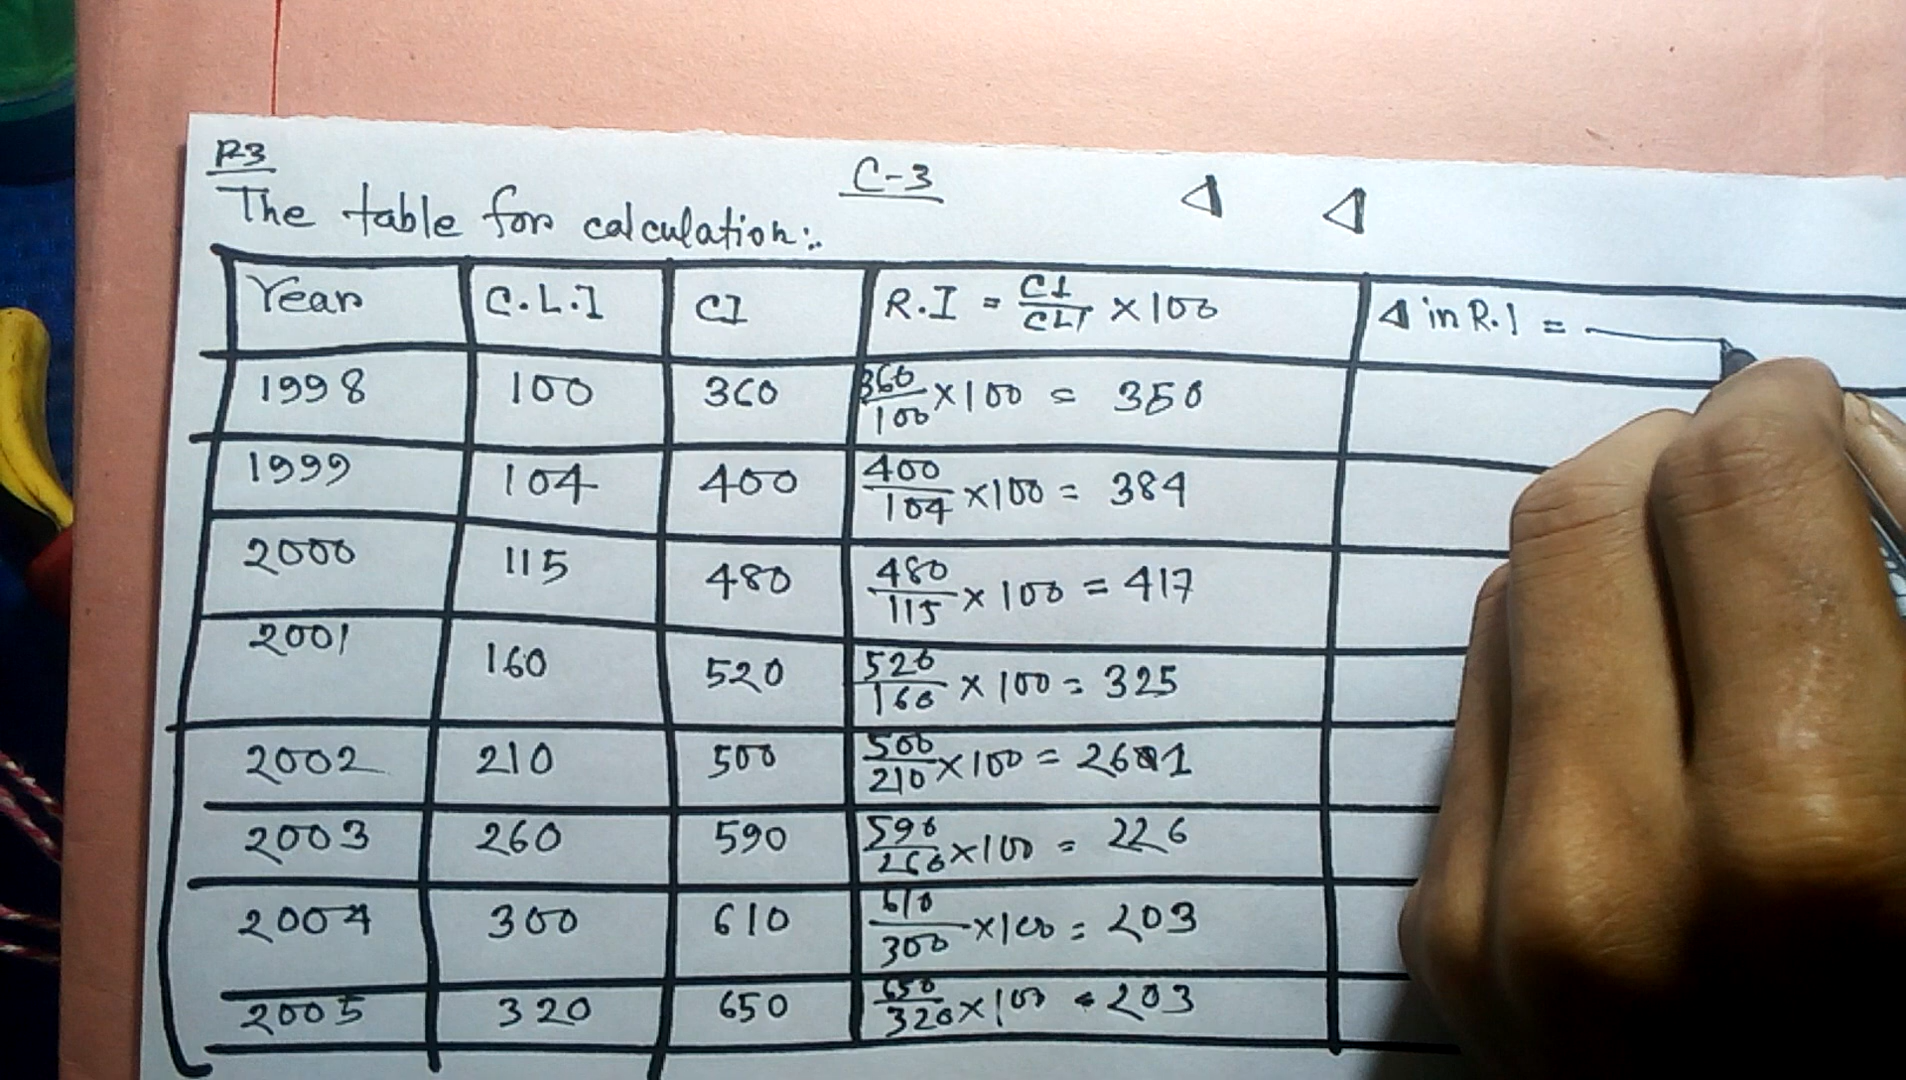 P3
C-3
The table for calculation:.
Δ Δ
Year C.L.I CI R.I = CI/CLI × 100 Δ in R.I =
1998 100 360 360/100 × 100 = 360
1999 104 400 400/104 × 100 = 384
2000 115 480 480/115 × 100 = 417
2001 160 520 520/160 × 100 = 325
2002 210 500 500/210 × 100 =
2003 260 590 590/260 × 100 = 226
2004 300 610 610/300 × 100 = 203
2005 320 650 650/320 × 100 = 203